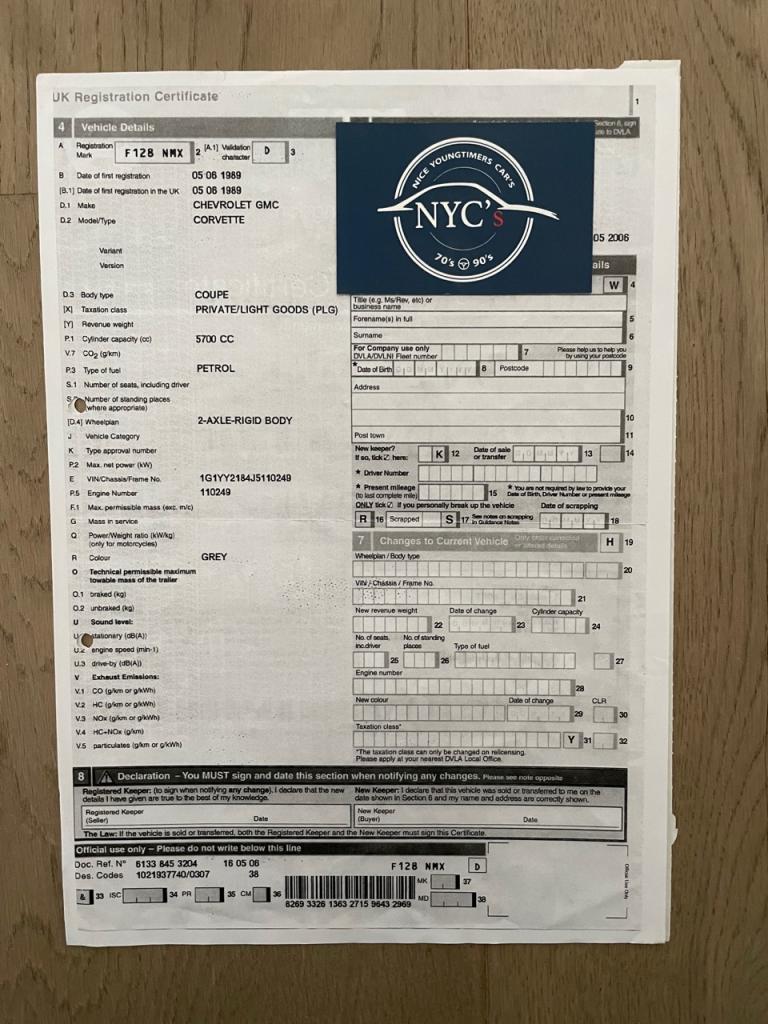 UK Registration Certificate
1
4 Vehicle Details
Section 6, sign
to DVLA
A Registration Mark F128 NMX 2 [A.1] Validation character D 3
NICE YOUNGTIMERS CAR'S
NYC's
70's 90's
B Date of first registration 05 06 1989
[B.1] Date of first registration in the UK 05 06 1989
D.1 Make CHEVROLET GMC
D.2 Model/Type CORVETTE
05 2006
Variant
Version
ails
W 4
D.3 Body type COUPE
[X] Taxation class PRIVATE/LIGHT GOODS (PLG)
[Y] Revenue weight
P.1 Cylinder capacity (cc) 5700 CC
V.7 CO2 (g/km)
P.3 Type of fuel PETROL
S.1 Number of seats, including driver
Number of standing places
(where appropriate)
[D.4] Wheelplan 2-AXLE-RIGID BODY
J Vehicle Category
K Type approval number
P.2 Max. net power (kW)
E VIN/Chassis/Frame No. 1G1YY2184J5110249
P.5 Engine Number 110249
F.1 Max. permissible mass (exc. m/c)
G Mass in service
Q Power/Weight ratio (kW/kg)
(only for motorcycles)
R Colour GREY
O Technical permissible maximum
towable mass of the trailer
O.1 braked (kg)
O.2 unbraked (kg)
U Sound level:
stationary (dB(A))
U.2 engine speed (min-1)
U.3 drive-by (dB(A))
V Exhaust Emissions:
V.1 CO (g/km or g/kWh)
V.2 HC (g/km or g/kWh)
V.3 NOx (g/km or g/kWh)
V.4 HC+NOx (g/km)
V.5 particulates (g/km or g/kWh)
Title (e.g. Ms/Rev, etc) or
business name
Forename(s) in full 5
Surname 6
For Company use only
DVLA/DVLNI Fleet number 7 Please help us to help you
by using your postcode
* Date of Birth 8 Postcode 9
Address
10
Post town 11
New keeper?
If so, tick ☑ here: K 12 Date of sale
or transfer 13 14
* Driver Number
* Present mileage
(to last complete mile) 15 * You are not required by law to provide your
Date of Birth, Driver Number or present mileage
ONLY tick ☑ if you personally break up the vehicle Date of scrapping
R 16 Scrapped S 17 See notes on scrapping
in Guidance Notes 18
7 Changes to Current Vehicle Only enter corrected
or altered details H 19
Wheelplan / Body type
20
VIN / Chassis / Frame No.
21
New revenue weight Date of change Cylinder capacity
22 23 24
No. of seats,
inc.driver No. of standing
places Type of fuel
25 26 27
Engine number
28
New colour Date of change CLR
29 30
Taxation class*
Y 31 32
*The taxation class can only be changed on relicensing.
Please apply at your nearest DVLA Local Office.
8 Declaration – You MUST sign and date this section when notifying any changes. Please see note opposite
Registered Keeper: (to sign when notifying any change). I declare that the new
details I have given are true to the best of my knowledge.
New Keeper: I declare that this vehicle was sold or transferred to me on the
date shown in Section 6 and my name and address are correctly shown.
Registered Keeper
(Seller) Date
New Keeper
(Buyer) Date
The Law: If the vehicle is sold or transferred, both the Registered Keeper and the New Keeper must sign this Certificate.
Official use only – Please do not write below this line
Doc. Ref. N° 6133 845 3204 16 05 06 F128 NMX D
Des. Codes 1021937740/0307 38
& 33 ISC 34 PR 35 CM 36
8269 3326 1363 2715 9643 2969
MK 37
MD 38
Official Use Only